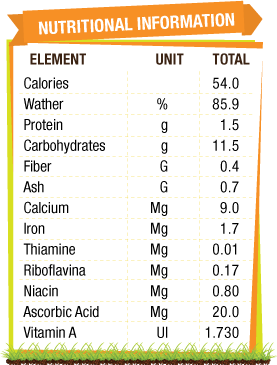 NUTRITIONAL INFORMATION
ELEMENT UNIT TOTAL
Calories 54.0
Wather % 85.9
Protein g 1.5
Carbohydrates g 11.5
Fiber G 0.4
Ash G 0.7
Calcium Mg 9.0
Iron Mg 1.7
Thiamine Mg 0.01
Riboflavina Mg 0.17
Niacin Mg 0.80
Ascorbic Acid Mg 20.0
Vitamin A UI 1.730